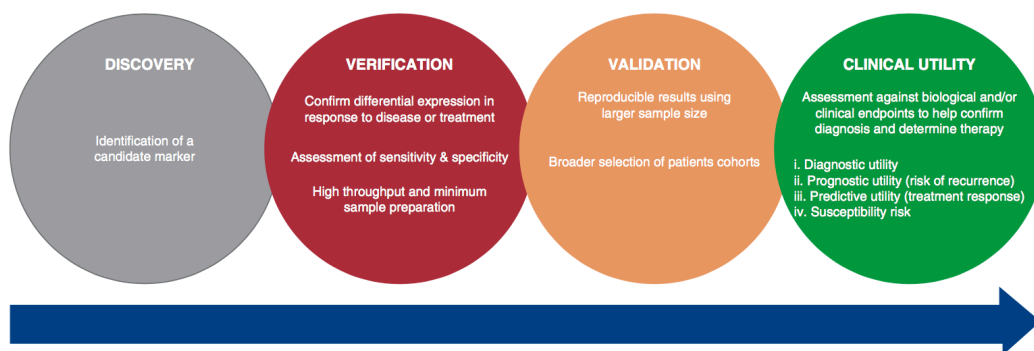 DISCOVERY
Identification of a
candidate marker
VERIFICATION
Confirm differential expression in
response to disease or treatment
Assessment of sensitivity & specificity
High throughput and minimum
sample preparation
VALIDATION
Reproducible results using
larger sample size
Broader selection of patients cohorts
CLINICAL UTILITY
Assessment against biological and/or
clinical endpoints to help confirm
diagnosis and determine therapy
i. Diagnostic utility
ii. Prognostic utility (risk of recurrence)
iii. Predictive utility (treatment response)
iv. Susceptibility risk